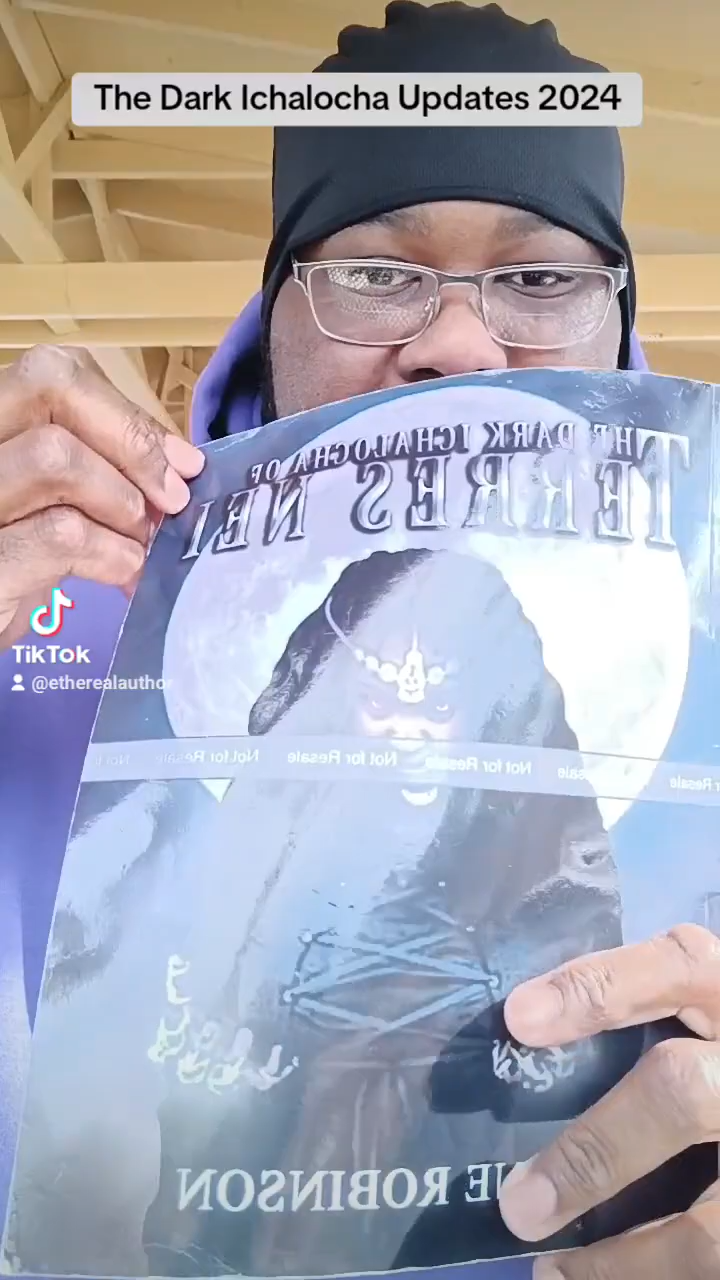 The Dark Ichalocha Updates 2024
THE DARK ICHALOCHA OF
TERRES NEI
TikTok
@etherealauthor
Resale Not for Resale Not for Resale Not for Resale
ROBINSON